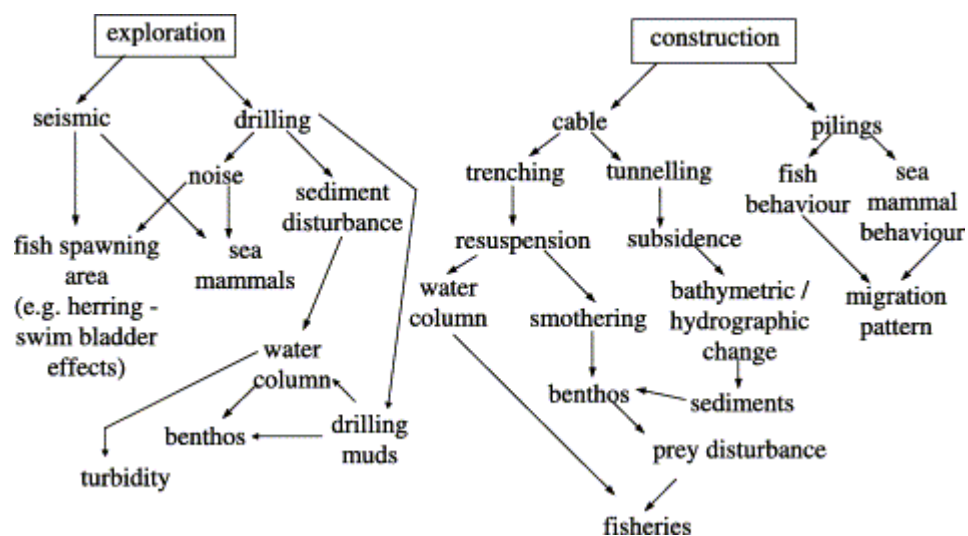 exploration
seismic
drilling
noise
sediment
disturbance
fish spawning
area
(e.g. herring -
swim bladder
effects)
sea
mammals
water
column
benthos
drilling
muds
turbidity
construction
cable
pilings
trenching
tunnelling
fish
behaviour
sea
mammal
behaviour
resuspension
subsidence
water
column
smothering
bathymetric /
hydrographic
change
migration
pattern
benthos
sediments
prey disturbance
fisheries